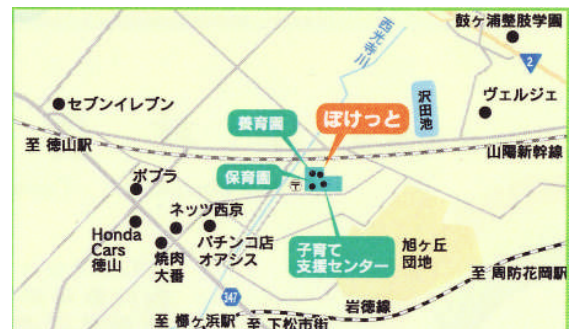 鼓ヶ浦整肢学園
2
西光寺川
セブンイレブン
沢田池
ヴェルジェ
養育園
ぽけっと
至 徳山駅
山陽新幹線
ポプラ
保育園
〒
ネッツ西京
Honda
Cars
徳山
焼肉
大番
パチンコ店
オアシス
子育て
支援センター
旭ヶ丘
団地
至 周防花岡駅
347
岩徳線
至 櫛ヶ浜駅
至 下松市街